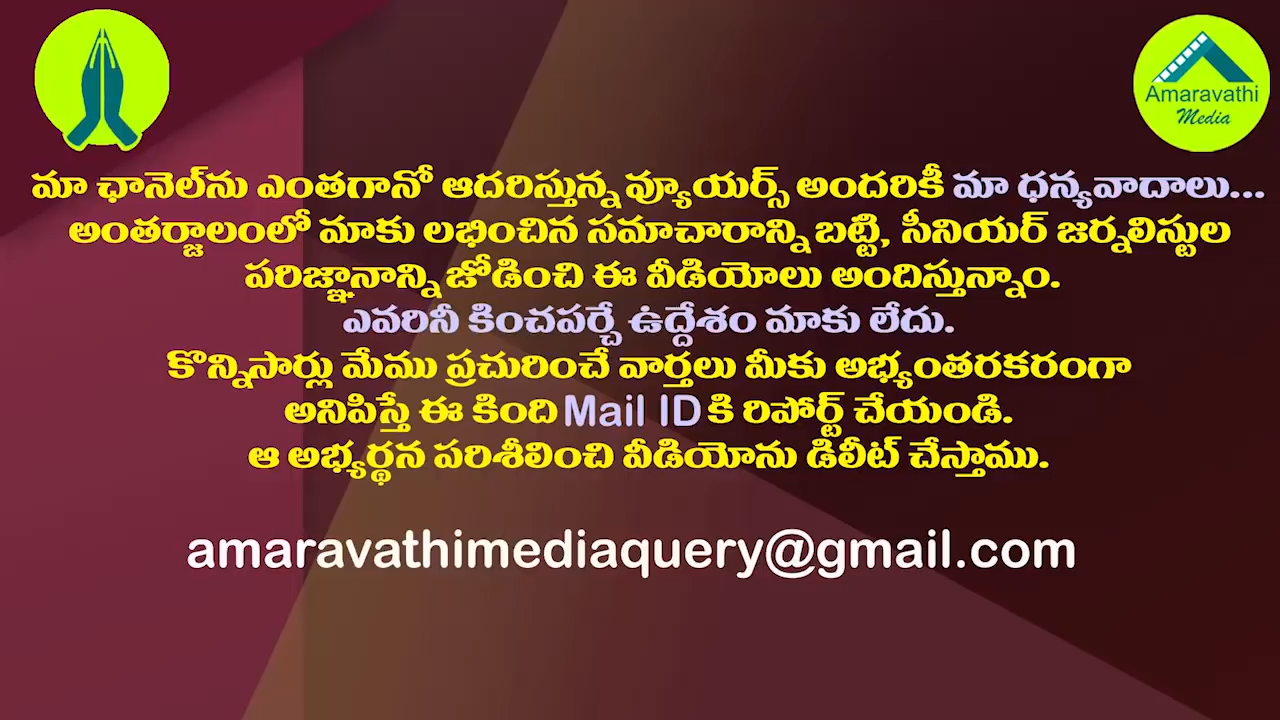 Amaravathi
Media
మా ఛానెల్‌ను ఎంతగానో ఆదరిస్తున్న వ్యూయర్స్ అందరికీ మా ధన్యవాదాలు...
అంతర్జాలంలో మాకు లభించిన సమాచారాన్ని బట్టి, సీనియర్ జర్నలిస్టుల
పరిజ్ఞానాన్ని జోడించి ఈ వీడియోలు అందిస్తున్నాం.
ఎవరినీ కించపర్చే ఉద్దేశం మాకు లేదు.
కొన్నిసార్లు మేము ప్రచురించే వార్తలు మీకు అభ్యంతరకరంగా
అనిపిస్తే ఈ కింది Mail ID కి రిపోర్ట్ చేయండి.
ఆ అభ్యర్థన పరిశీలించి వీడియోను డిలీట్ చేస్తాము.
amaravathimediaquery@gmail.com